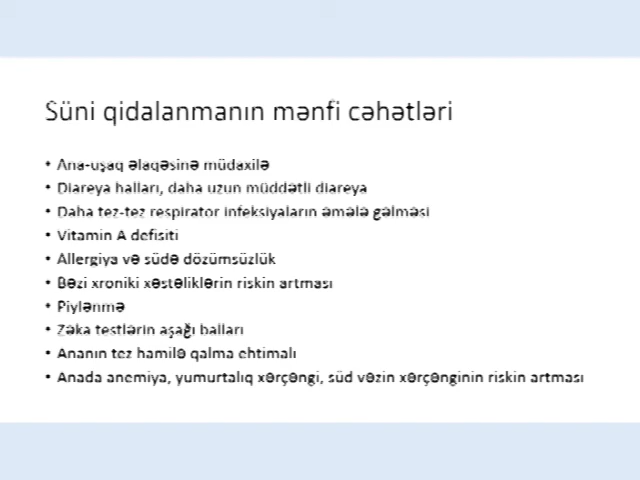 Süni qidalanmanın mənfi cəhətləri
• Ana-uşaq əlaqəsinə müdaxilə
• Diareya halları, daha uzun müddətli diareya
• Daha tez-tez respirator infeksiyaların əmələ gəlməsi
• Vitamin A defisiti
• Allergiya və südə dözümsüzlük
• Bəzi xroniki xəstəliklərin riskin artması
• Piylənmə
• Zəka testlərin aşağı balları
• Ananın tez hamilə qalma ehtimalı
• Anada anemiya, yumurtalıq xərçəngi, süd vəzin xərçənginin riskin artması